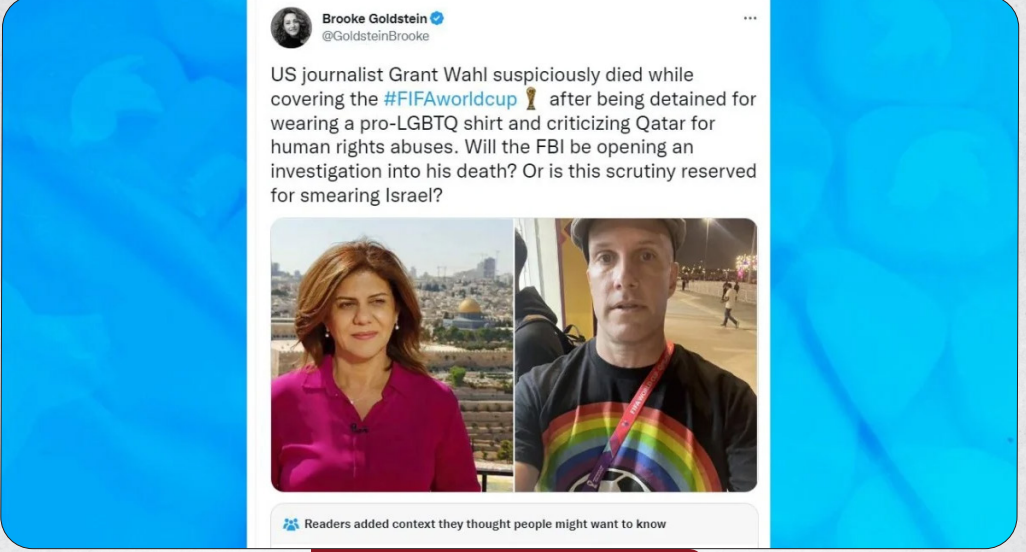 Brooke Goldstein
@GoldsteinBrooke
US journalist Grant Wahl suspiciously died while
covering the #FIFAworldcup 🏆 after being detained for
wearing a pro-LGBTQ shirt and criticizing Qatar for
human rights abuses. Will the FBI be opening an
investigation into his death? Or is this scrutiny reserved
for smearing Israel?
Readers added context they thought people might want to know